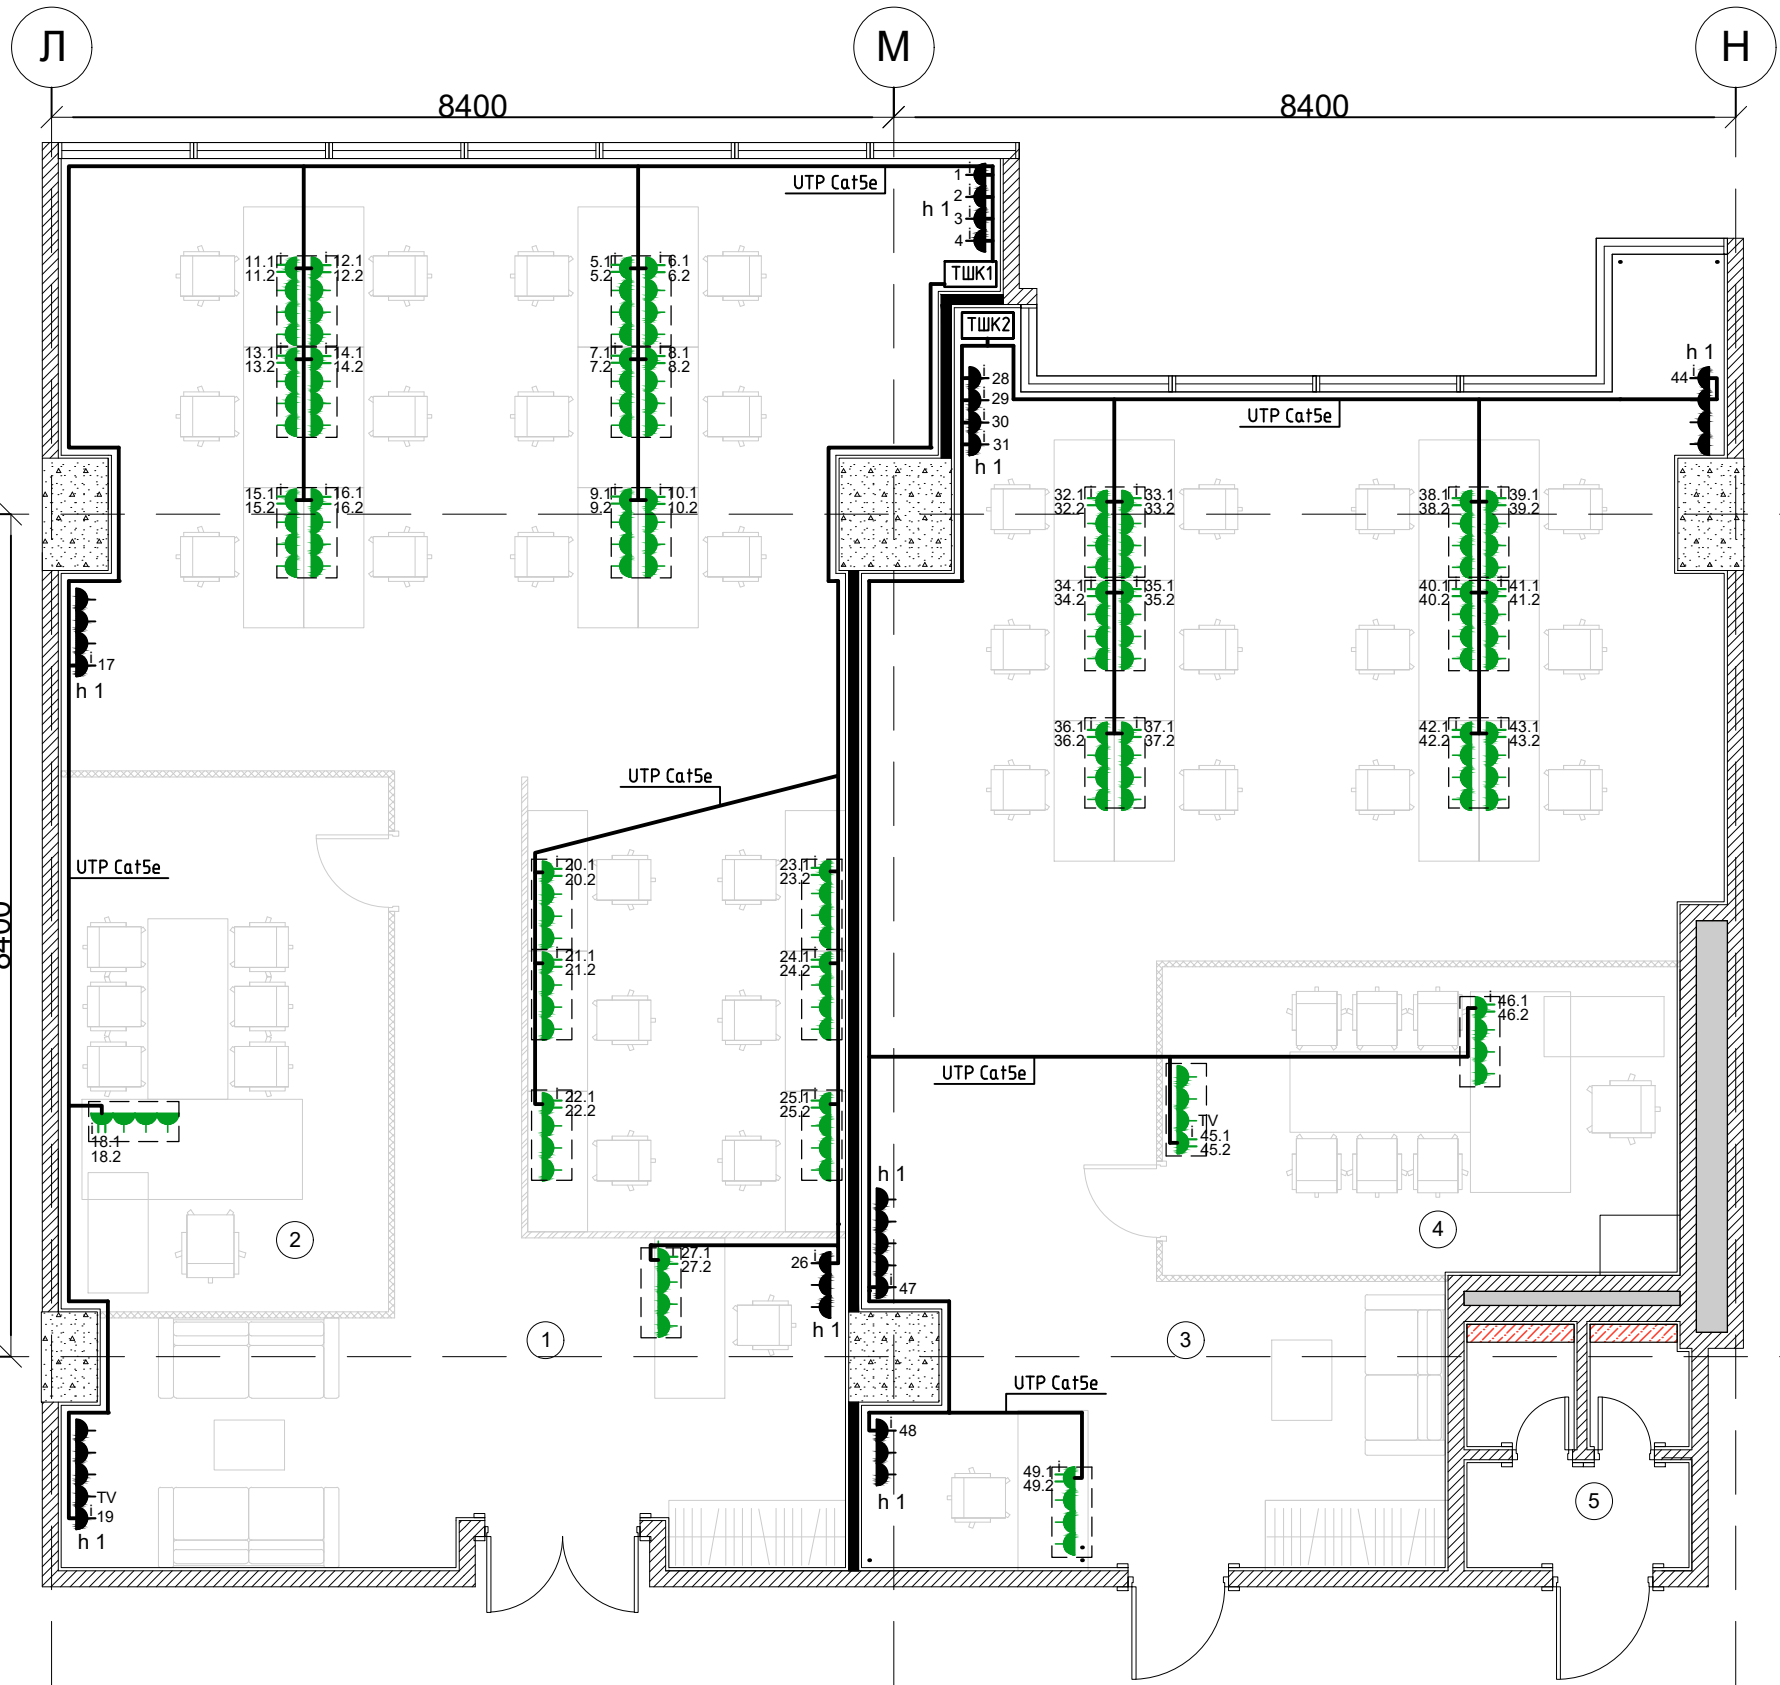 Л
М
Н
8400
8400
UTP Cat5e
i
1
i
2
h 1
i
3
i
4
ТШК1
ТШК2
11.1 i
11.2
i 12.1
12.2
5.1 i
5.2
i 6.1
6.2
13.1 i
13.2
i 14.1
14.2
7.1 i
7.2
i 8.1
8.2
15.1 i
15.2
i 16.1
16.2
9.1 i
9.2
i 10.1
10.2
i 28
i 29
i 30
i 31
h 1
h 1
i
44
UTP Cat5e
32.1 i
32.2
i 33.1
33.2
38.1 i
38.2
i 39.1
39.2
34.1 i
34.2
i 35.1
35.2
40.1 i
40.2
i 41.1
41.2
36.1 i
36.2
i 37.1
37.2
42.1 i
42.2
i 43.1
43.2
i 17
h 1
UTP Cat5e
UTP Cat5e
8400
i 20.1
20.2
23.1 i
23.2
i 21.1
21.2
24.1 i
24.2
i 22.1
22.2
25.1 i
25.2
i
18.1
18.2
2
i 27.1
27.2
i
26
h 1
1
TV
i 19
h 1
UTP Cat5e
i 46.1
46.2
TV
i 45.1
45.2
h 1
i 47
4
3
UTP Cat5e
i 48
h 1
49.1 i
49.2
5